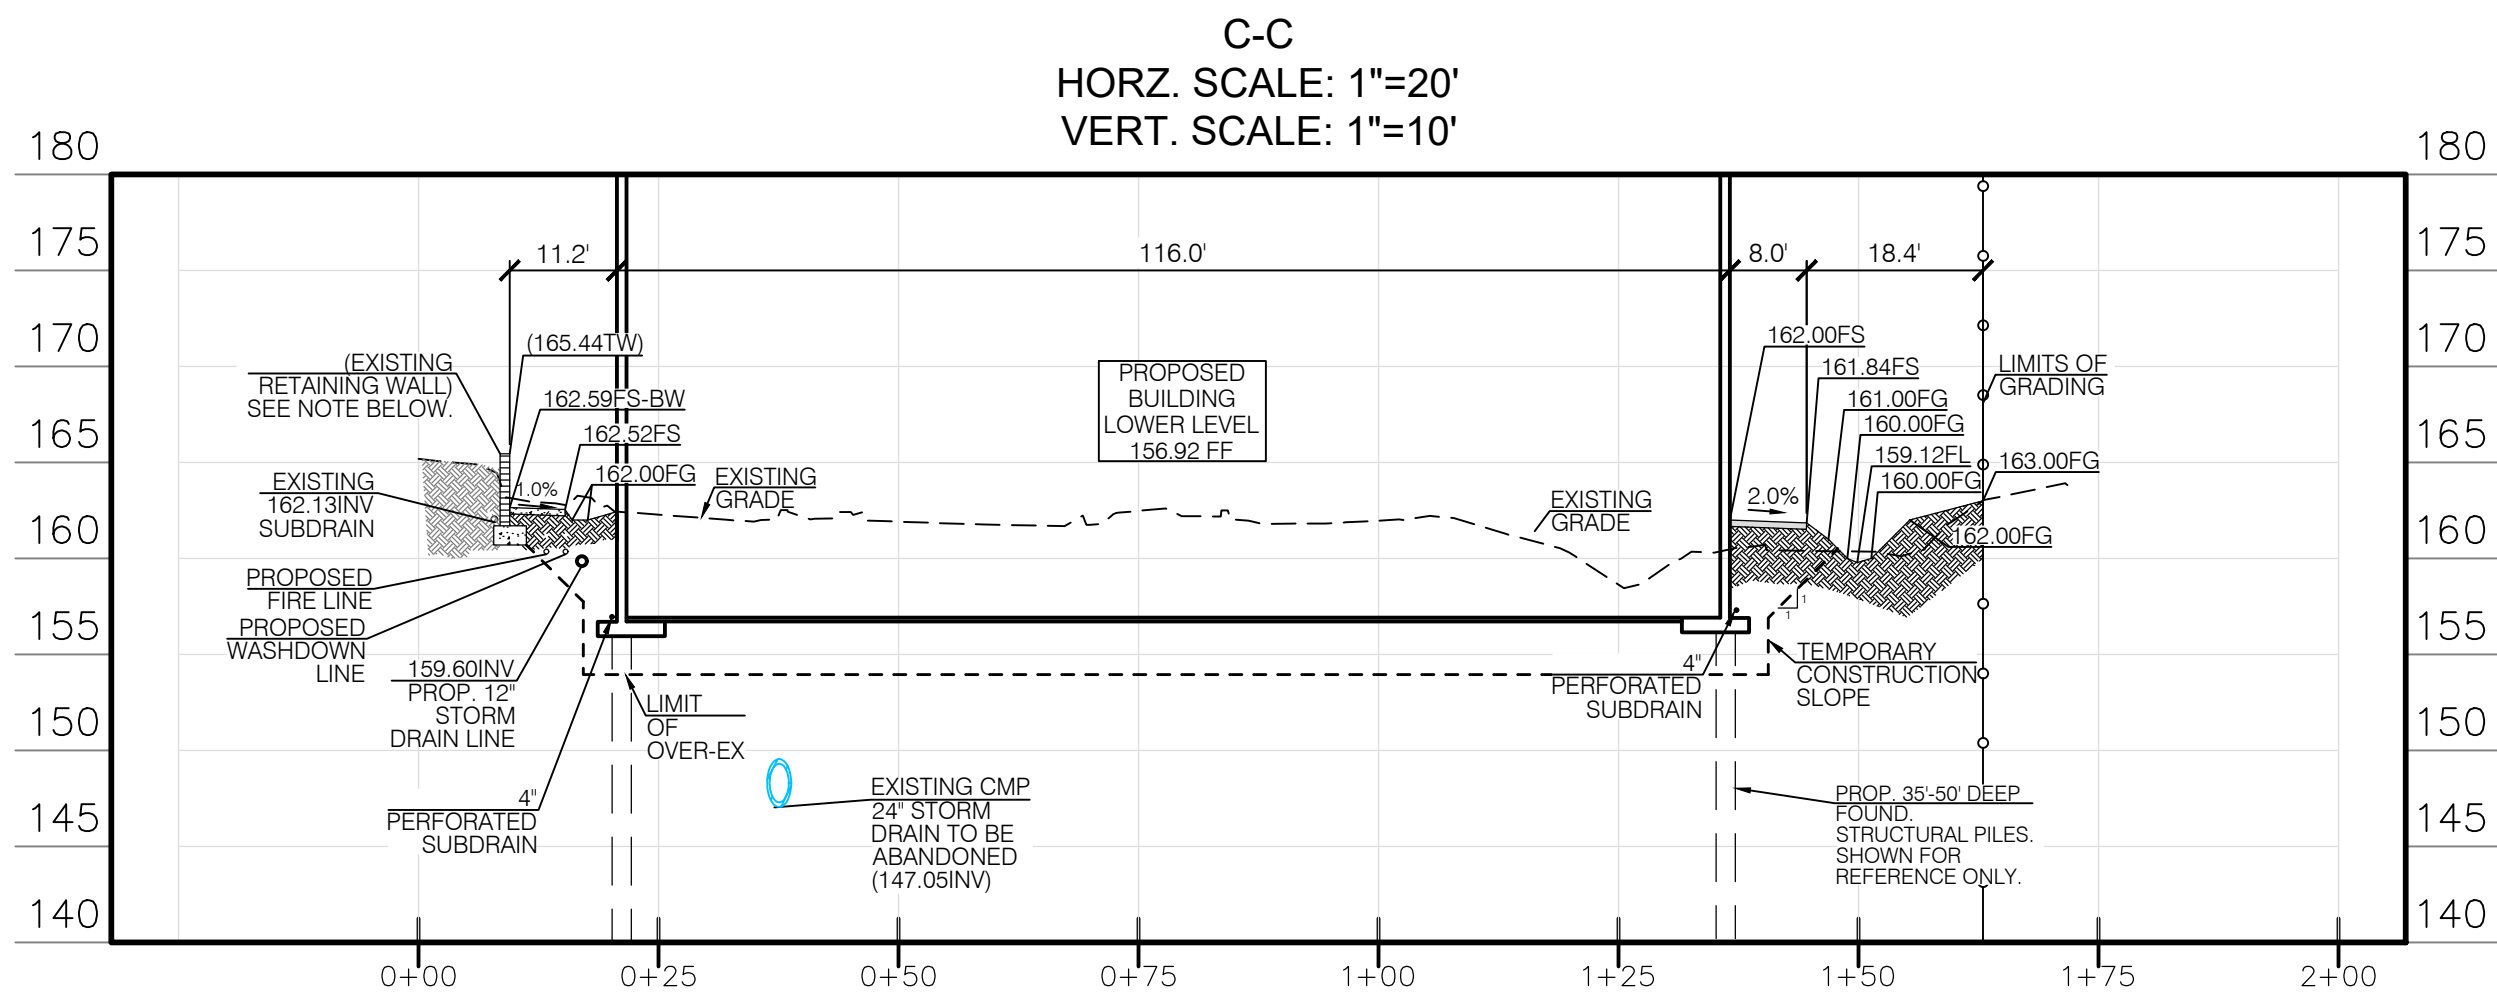 C-C
HORZ. SCALE: 1"=20'
VERT. SCALE: 1"=10'
180
175
170
165
160
155
150
145
140
180
175
170
165
160
155
150
145
140
11.2'
116.0'
8.0'
18.4'
(165.44TW)
(EXISTING
RETAINING WALL)
SEE NOTE BELOW.
162.59FS-BW
162.52FS
162.00FG
1.0%
EXISTING
162.13INV
SUBDRAIN
EXISTING
GRADE
PROPOSED
BUILDING
LOWER LEVEL
156.92 FF
EXISTING
GRADE
162.00FS
161.84FS
161.00FG
160.00FG
159.12FL
160.00FG
LIMITS OF
GRADING
163.00FG
162.00FG
2.0%
1
1
PROPOSED
FIRE LINE
PROPOSED
WASHDOWN
LINE
159.60INV
PROP. 12"
STORM
DRAIN LINE
4"
PERFORATED
SUBDRAIN
LIMIT
OF
OVER-EX
EXISTING CMP
24" STORM
DRAIN TO BE
ABANDONED
(147.05INV)
4"
PERFORATED
SUBDRAIN
TEMPORARY
CONSTRUCTION
SLOPE
PROP. 35'-50' DEEP
FOUND.
STRUCTURAL PILES.
SHOWN FOR
REFERENCE ONLY.
0+00
0+25
0+50
0+75
1+00
1+25
1+50
1+75
2+00